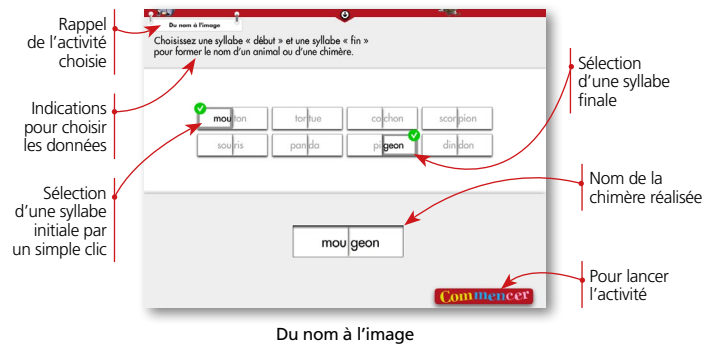 Rappel
de l'activité
choisie
Indications
pour choisir
les données
Sélection
d'une syllabe
initiale par
un simple clic
Du nom à l'image
Choisissez une syllabe « début » et une syllabe « fin »
pour former le nom d'un animal ou d'une chimère.
mou ton tor tue co chon scor pion
sou ris pan da pi geon din don
mou geon
Commencer
Sélection
d'une syllabe
finale
Nom de la
chimère réalisée
Pour lancer
l'activité
Du nom à l'image